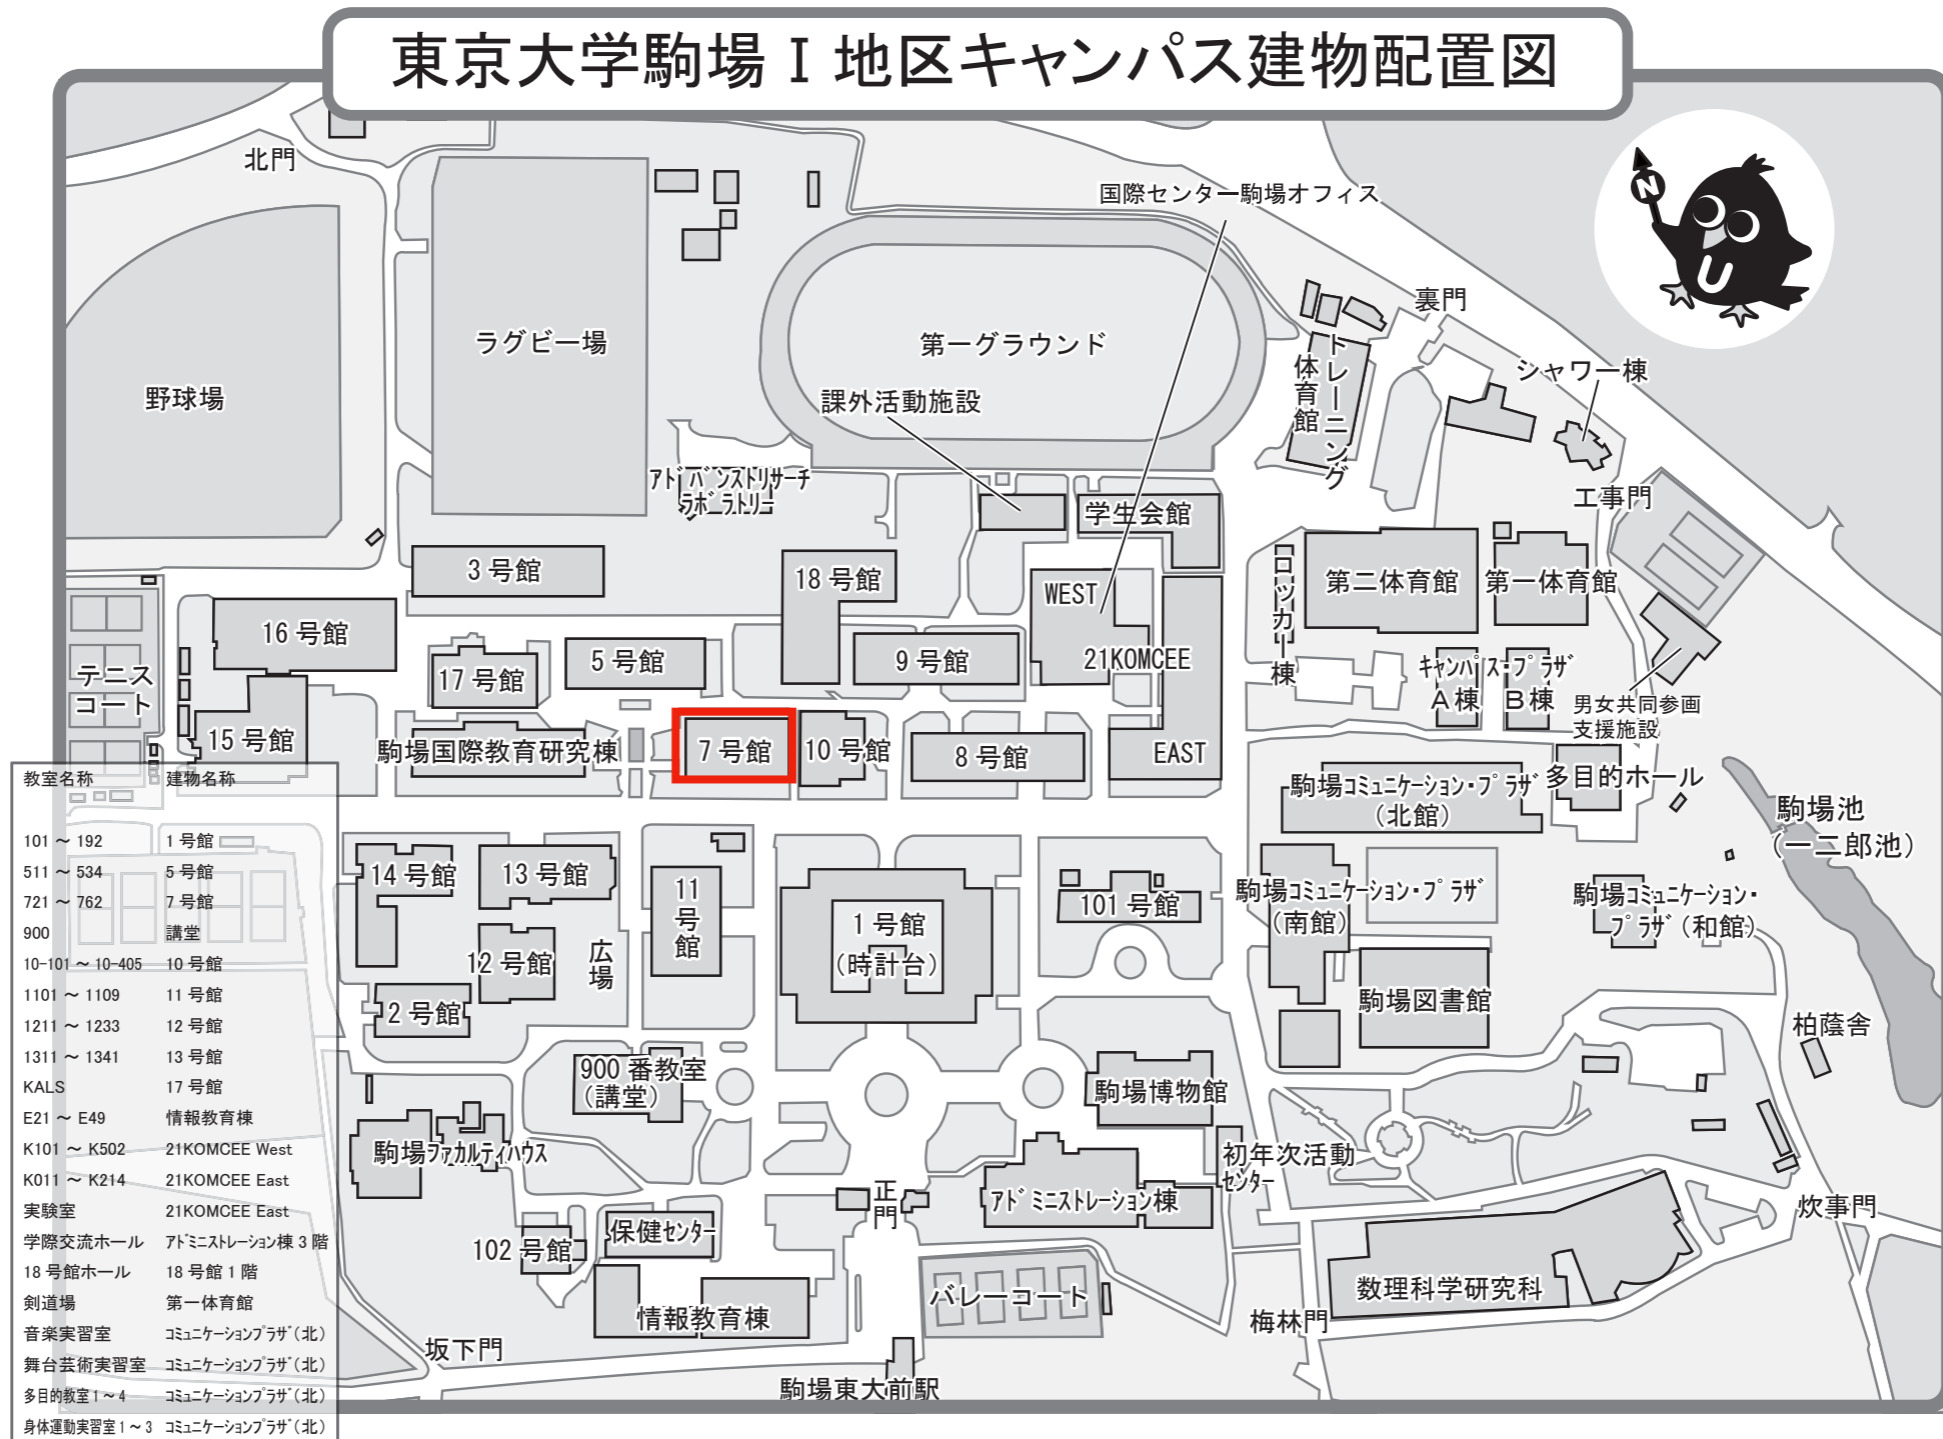 東京大学駒場Ⅰ地区キャンパス建物配置図
北門
国際センター駒場オフィス
N
U
裏門
ラグビー場
第一グラウンド
トレーニング
体育館
シャワー棟
野球場
課外活動施設
アドバンストリサーチ
ラボラトリー
工事門
学生会館
3号館
18号館
WEST
ロッカー棟
第二体育館
第一体育館
16号館
5号館
9号館
21KOMCEE
テニス
コート
17号館
キャンパス・プラザ
A棟
B棟
男女共同参画
支援施設
15号館
駒場国際教育研究棟
7号館
10号館
8号館
EAST
駒場コミュニケーション・プラザ
(北館)
多目的ホール
駒場池
(一二郎池)
14号館
13号館
11号館
1号館
(時計台)
101号館
駒場コミュニケーション・プラザ
(南館)
駒場コミュニケーション・
プラザ(和館)
12号館
広場
2号館
駒場図書館
柏蔭舎
900番教室
(講堂)
駒場博物館
駒場ファカルティハウス
初年次活動
センター
正門
アドミニストレーション棟
炊事門
102号館
保健センター
数理科学研究科
バレーコート
情報教育棟
梅林門
坂下門
駒場東大前駅
教室名称 建物名称
101～192 1号館
511～534 5号館
721～762 7号館
900 講堂
10-101～10-405 10号館
1101～1109 11号館
1211～1233 12号館
1311～1341 13号館
KALS 17号館
E21～E49 情報教育棟
K101～K502 21KOMCEE West
K011～K214 21KOMCEE East
実験室 21KOMCEE East
学際交流ホール アドミニストレーション棟3階
18号館ホール 18号館1階
剣道場 第一体育館
音楽実習室 コミュニケーションプラザ(北)
舞台芸術実習室 コミュニケーションプラザ(北)
多目的教室1～4 コミュニケーションプラザ(北)
身体運動実習室1～3 コミュニケーションプラザ(北)